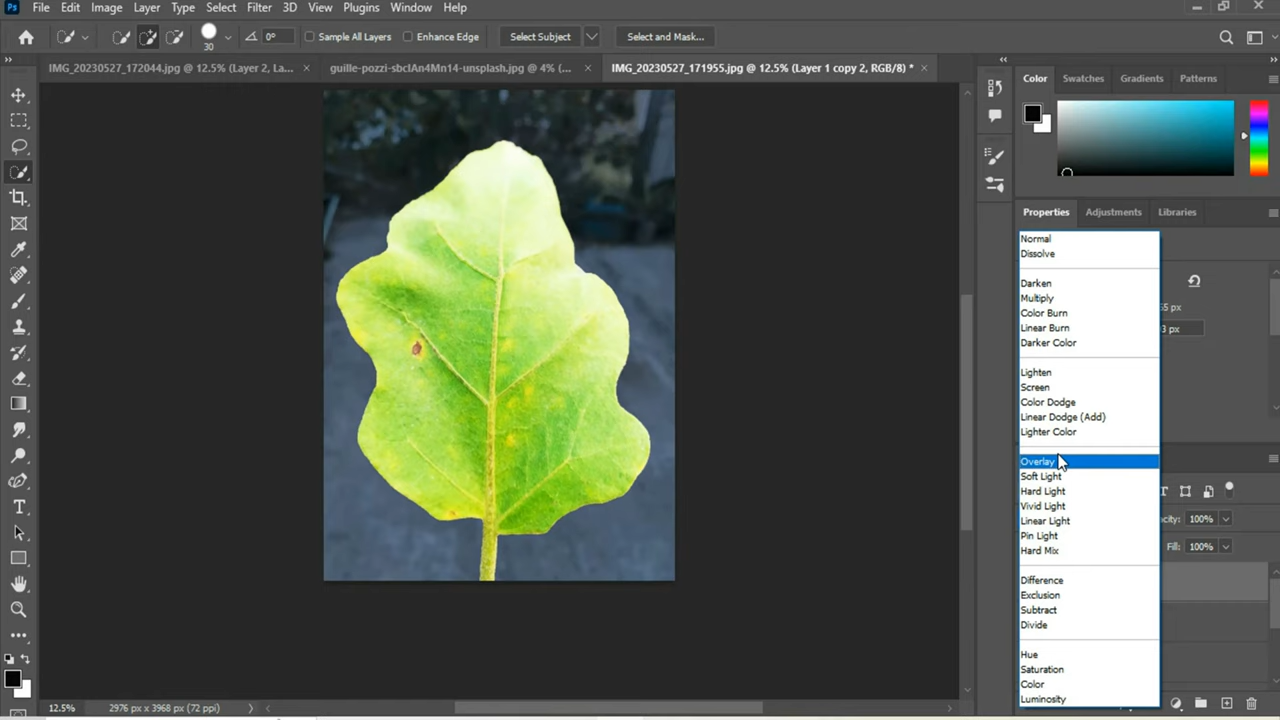 Ps File Edit Image Layer Type Select Filter 3D View Plugins Window Help
30 0° Sample All Layers Enhance Edge Select Subject Select and Mask...
IMG_20230527_172044.jpg @ 12.5% (Layer 2, La... × guille-pozzi-sbcIAn4Mn14-unsplash.jpg @ 4% (... × IMG_20230527_171955.jpg @ 12.5% (Layer 1 copy 2, RGB/8) * ×
Color Swatches Gradients Patterns
Properties Adjustments Libraries
Normal
Dissolve
Darken
Multiply
Color Burn
Linear Burn
Darker Color
Lighten
Screen
Color Dodge
Linear Dodge (Add)
Lighter Color
Overlay
Soft Light
Hard Light
Vivid Light
Linear Light
Pin Light
Hard Mix
Difference
Exclusion
Subtract
Divide
Hue
Saturation
Color
Luminosity
px
px
100%
Fill: 100%
12.5% 2976 px x 3968 px (72 ppi)